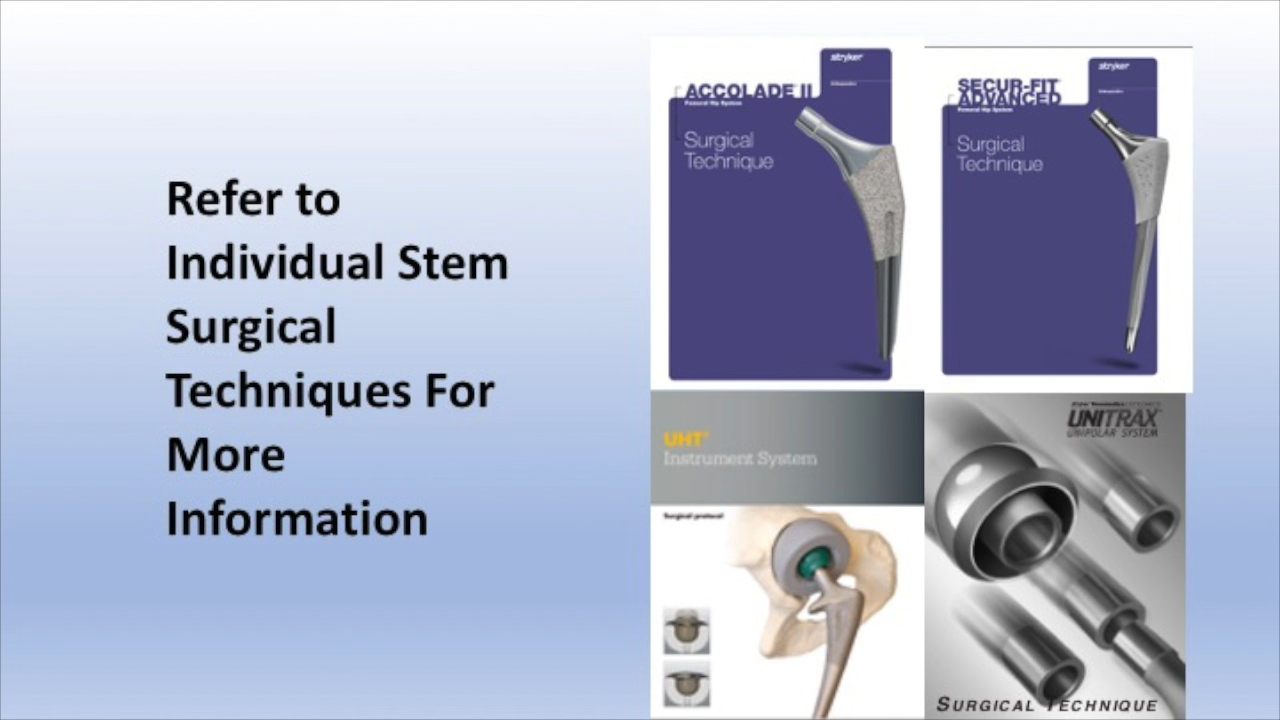 Refer to
Individual Stem
Surgical
Techniques For
More
Information
stryker
ACCOLADE II
Femoral Hip System
Surgical
Technique
stryker
SECUR-FIT
ADVANCED
Femoral Hip System
Surgical
Technique
UHT
Instrument System
Surgical protocol
UNITRAX
UNIPOLAR SYSTEM
SURGICAL TECHNIQUE